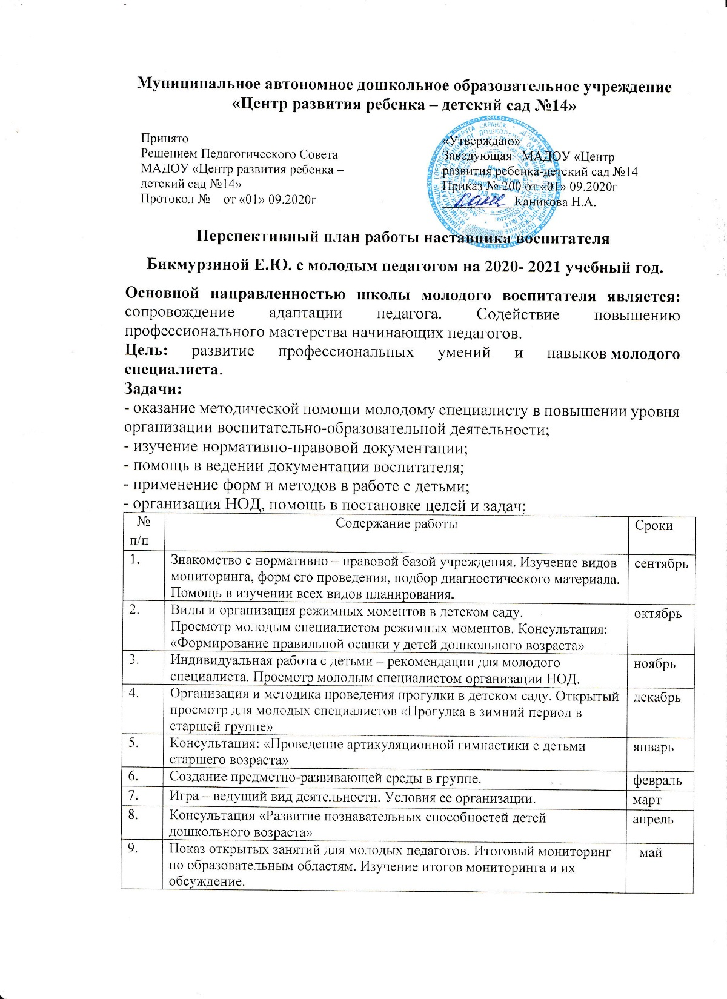 Муниципальное автономное дошкольное образовательное учреждение
«Центр развития ребенка – детский сад №14»
Принято
Решением Педагогического Совета
МАДОУ «Центр развития ребенка –
детский сад №14»
Протокол № от «01» 09.2020г
«Утверждаю»
Заведующая МАДОУ «Центр
развития ребенка-детский сад №14
Приказ № 200 от «01» 09.2020г
Каникова Н.А.
Перспективный план работы наставника воспитателя
Бикмурзиной Е.Ю. с молодым педагогом на 2020- 2021 учебный год.
Основной направленностью школы молодого воспитателя является:
сопровождение адаптации педагога. Содействие повышению
профессионального мастерства начинающих педагогов.
Цель: развитие профессиональных умений и навыков молодого
специалиста.
Задачи:
- оказание методической помощи молодому специалисту в повышении уровня
организации воспитательно-образовательной деятельности;
- изучение нормативно-правовой документации;
- помощь в ведении документации воспитателя;
- применение форм и методов в работе с детьми;
- организация НОД, помощь в постановке целей и задач;
№ Содержание работы Сроки
п/п
1. Знакомство с нормативно – правовой базой учреждения. Изучение видов сентябрь
мониторинга, форм его проведения, подбор диагностического материала.
Помощь в изучении всех видов планирования.
2. Виды и организация режимных моментов в детском саду. октябрь
Просмотр молодым специалистом режимных моментов. Консультация:
«Формирование правильной осанки у детей дошкольного возраста»
3. Индивидуальная работа с детьми – рекомендации для молодого ноябрь
специалиста. Просмотр молодым специалистом организации НОД.
4. Организация и методика проведения прогулки в детском саду. Открытый декабрь
просмотр для молодых специалистов «Прогулка в зимний период в
старшей группе»
5. Консультация: «Проведение артикуляционной гимнастики с детьми январь
старшего возраста»
6. Создание предметно-развивающей среды в группе. февраль
7. Игра – ведущий вид деятельности. Условия ее организации. март
8. Консультация «Развитие познавательных способностей детей апрель
дошкольного возраста»
9. Показ открытых занятий для молодых педагогов. Итоговый мониторинг май
по образовательным областям. Изучение итогов мониторинга и их
обсуждение.